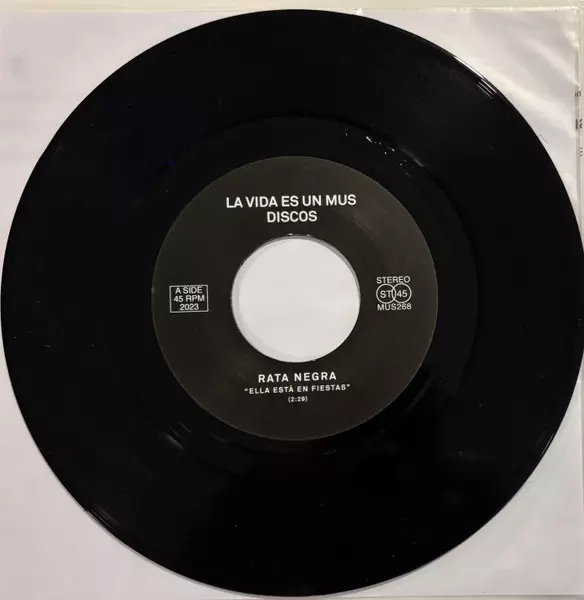 LA VIDA ES UN MUS
DISCOS
A SIDE
45 RPM
2023
STEREO
ST 45
MUS268
RATA NEGRA
"ELLA ESTÁ EN FIESTAS"
(2:29)